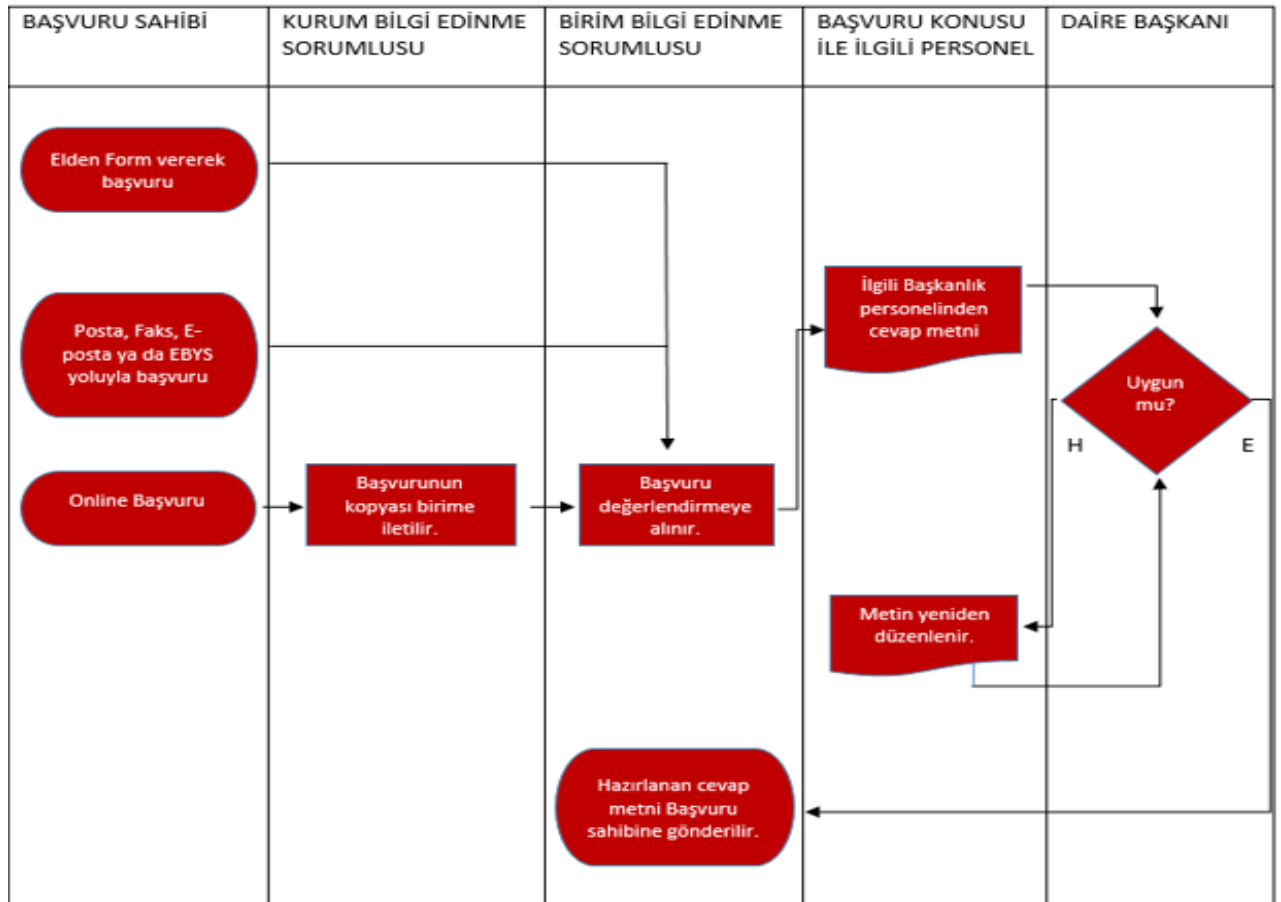 BAŞVURU SAHİBİ
KURUM BİLGİ EDİNME
SORUMLUSU
BİRİM BİLGİ EDİNME
SORUMLUSU
BAŞVURU KONUSU
İLE İLGİLİ PERSONEL
DAİRE BAŞKANI
Elden Form vererek
başvuru
Posta, Faks, E-
posta ya da EBYS
yoluyla başvuru
Online Başvuru
Başvurunun
kopyası birime
iletilir.
Başvuru
değerlendirmeye
alınır.
İlgili Başkanlık
personelinden
cevap metni
Uygun
mu?
H
E
Metin yeniden
düzenlenir.
Hazırlanan cevap
metni Başvuru
sahibine gönderilir.